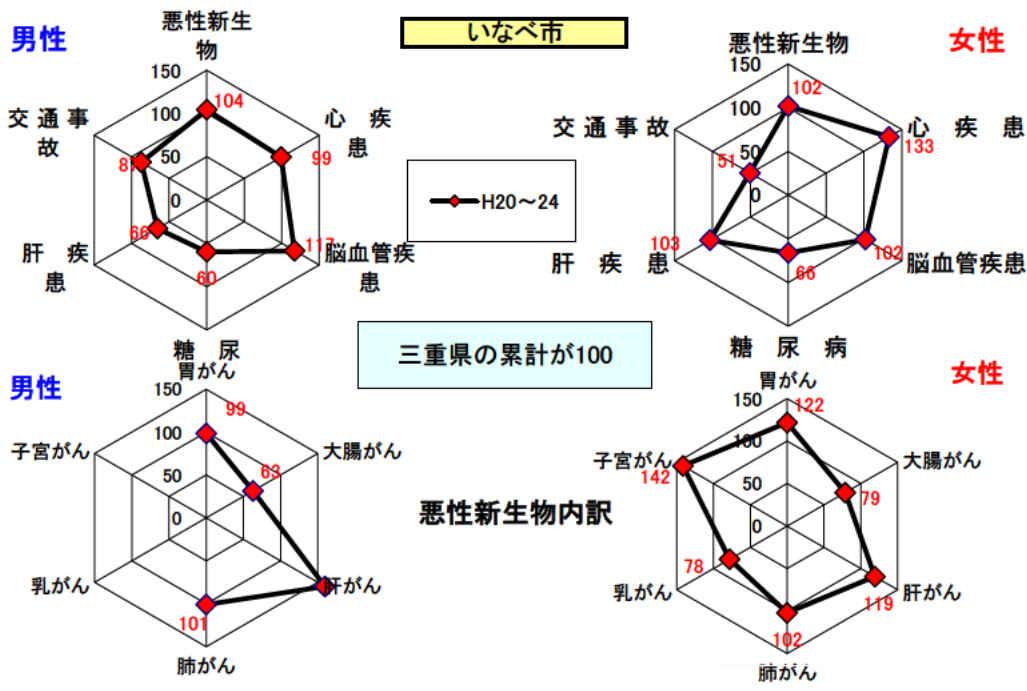 いなべ市
男性
悪性新生
物
150
100
50
0
104
心 疾
患
99
117
脳血管疾
患
60
糖 尿
66
肝 疾
患
81
交 通 事
故
H20～24
女性
悪性新生物
150
100
50
0
102
心 疾 患
133
102
脳血管疾患
66
糖 尿 病
103
肝 疾 患
51
交通事故
三重県の累計が100
男性
胃がん
150
100
50
0
99
大腸がん
63
肝がん
101
肺がん
乳がん
子宮がん
悪性新生物内訳
女性
胃がん
150
100
50
0
122
大腸がん
79
肝がん
119
102
肺がん
78
乳がん
子宮がん
142